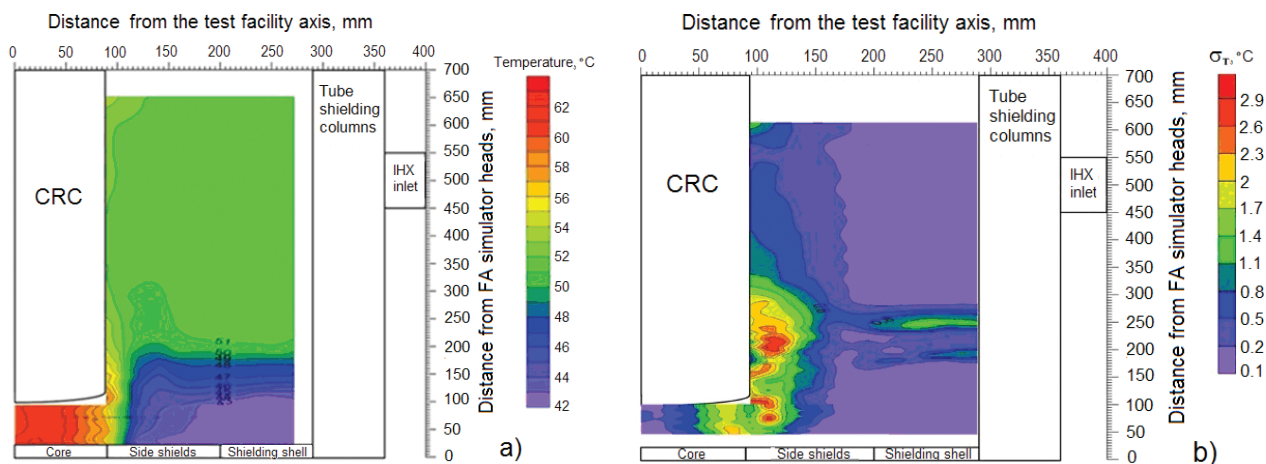 Distance from the test facility axis, mm
0 50 100 150 200 250 300 350 400
Temperature, °C
62
60
58
56
54
52
50
48
46
44
42
700
650
600
550
500
450
400
350
300
250
200
150
100
50
0
Distance from FA simulator heads, mm
CRC
Tube
shielding
columns
IHX
inlet
Core
Side shields
Shielding shell
a)
Distance from the test facility axis, mm
0 50 100 150 200 250 300 350 400
σT, °C
2.9
2.6
2.3
2
1.7
1.4
1.1
0.8
0.5
0.2
0.1
700
650
600
550
500
450
400
350
300
250
200
150
100
50
0
Distance from FA simulator heads, mm
CRC
Tube
shielding
columns
IHX
inlet
Core
Side shields
Shielding shell
b)